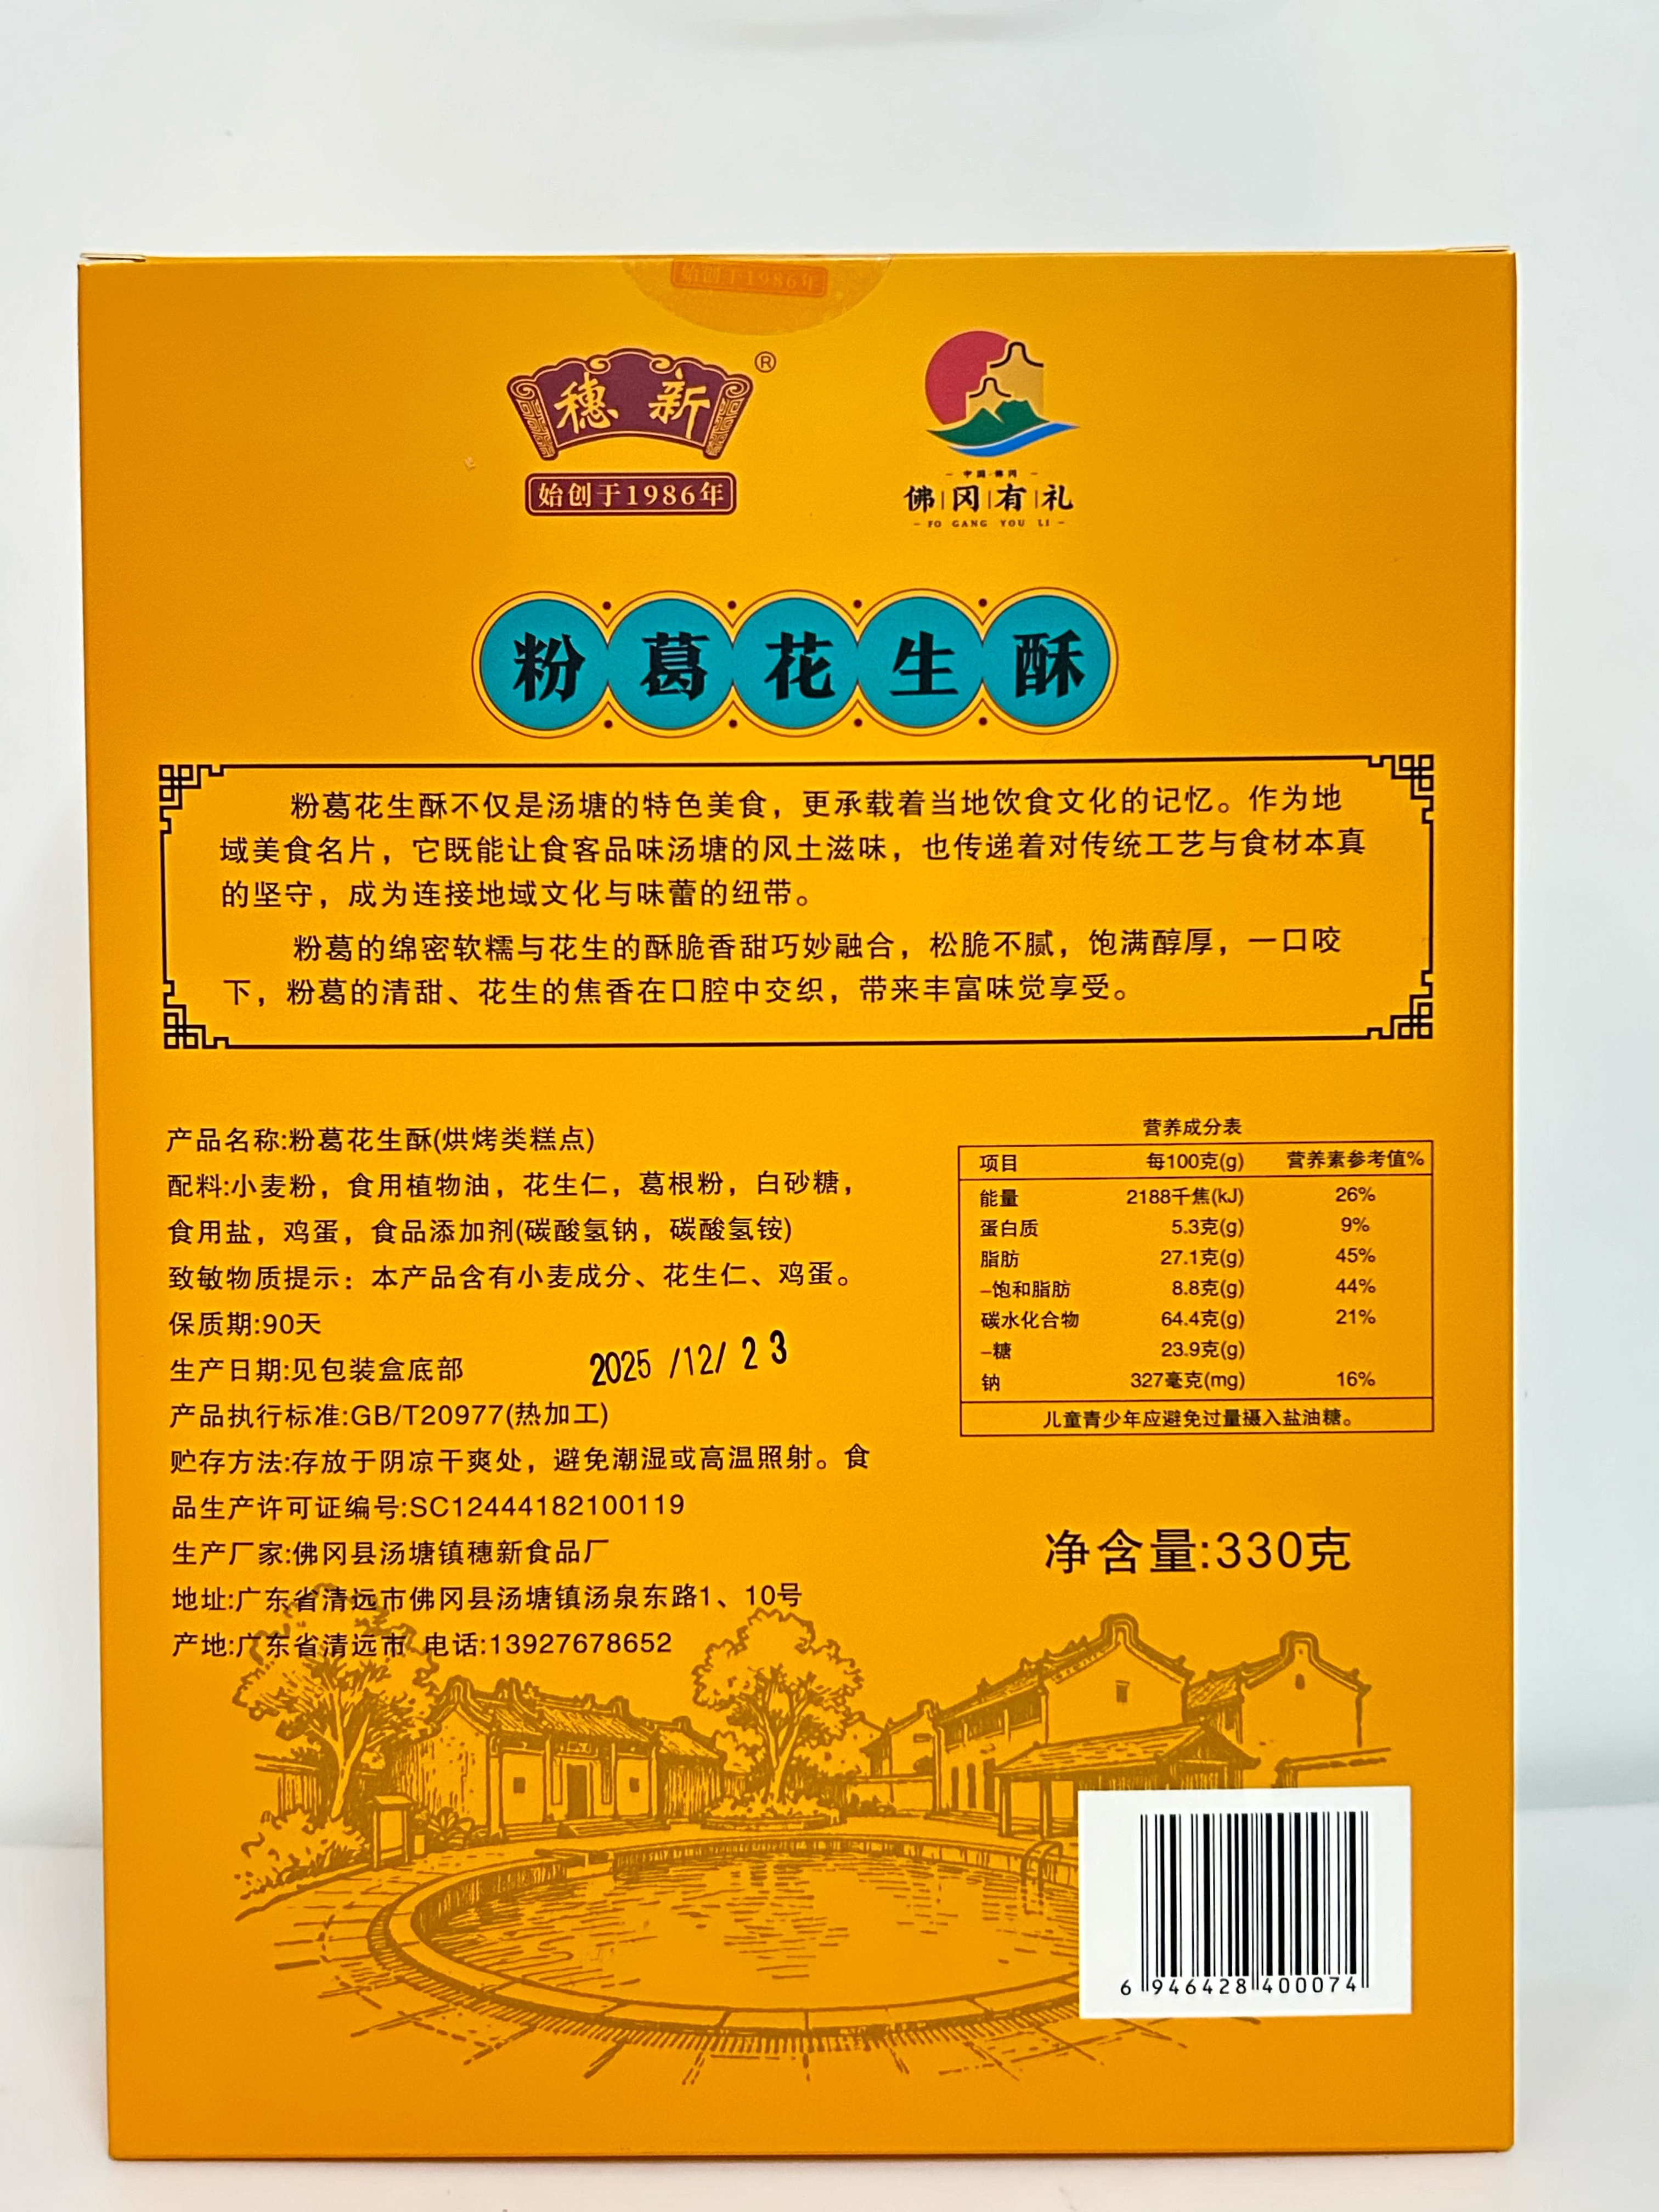 始创于1986年
穗新®
始创于1986年
中国·佛冈
佛冈有礼
FO GANG YOU LI
粉葛花生酥
粉葛花生酥不仅是汤塘的特色美食，更承载着当地饮食文化的记忆。作为地
域美食名片，它既能让食客品味汤塘的风土滋味，也传递着对传统工艺与食材本真
的坚守，成为连接地域文化与味蕾的纽带。
粉葛的绵密软糯与花生的酥脆香甜巧妙融合，松脆不腻，饱满醇厚，一口咬
下，粉葛的清甜、花生的焦香在口腔中交织，带来丰富味觉享受。
产品名称:粉葛花生酥(烘烤类糕点)
配料:小麦粉，食用植物油，花生仁，葛根粉，白砂糖，
食用盐，鸡蛋，食品添加剂(碳酸氢钠，碳酸氢铵)
致敏物质提示：本产品含有小麦成分、花生仁、鸡蛋。
保质期:90天
生产日期:见包装盒底部
2025/12/23
产品执行标准:GB/T20977(热加工)
贮存方法:存放于阴凉干爽处，避免潮湿或高温照射。食
品生产许可证编号:SC12444182100119
生产厂家:佛冈县汤塘镇穗新食品厂
地址:广东省清远市佛冈县汤塘镇汤泉东路1、10号
产地:广东省清远市 电话:13927678652
营养成分表
项目 每100克(g) 营养素参考值%
能量 2188千焦(kJ) 26%
蛋白质 5.3克(g) 9%
脂肪 27.1克(g) 45%
–饱和脂肪 8.8克(g) 44%
碳水化合物 64.4克(g) 21%
–糖 23.9克(g)
钠 327毫克(mg) 16%
儿童青少年应避免过量摄入盐油糖。
净含量:330克
6 946428 400074